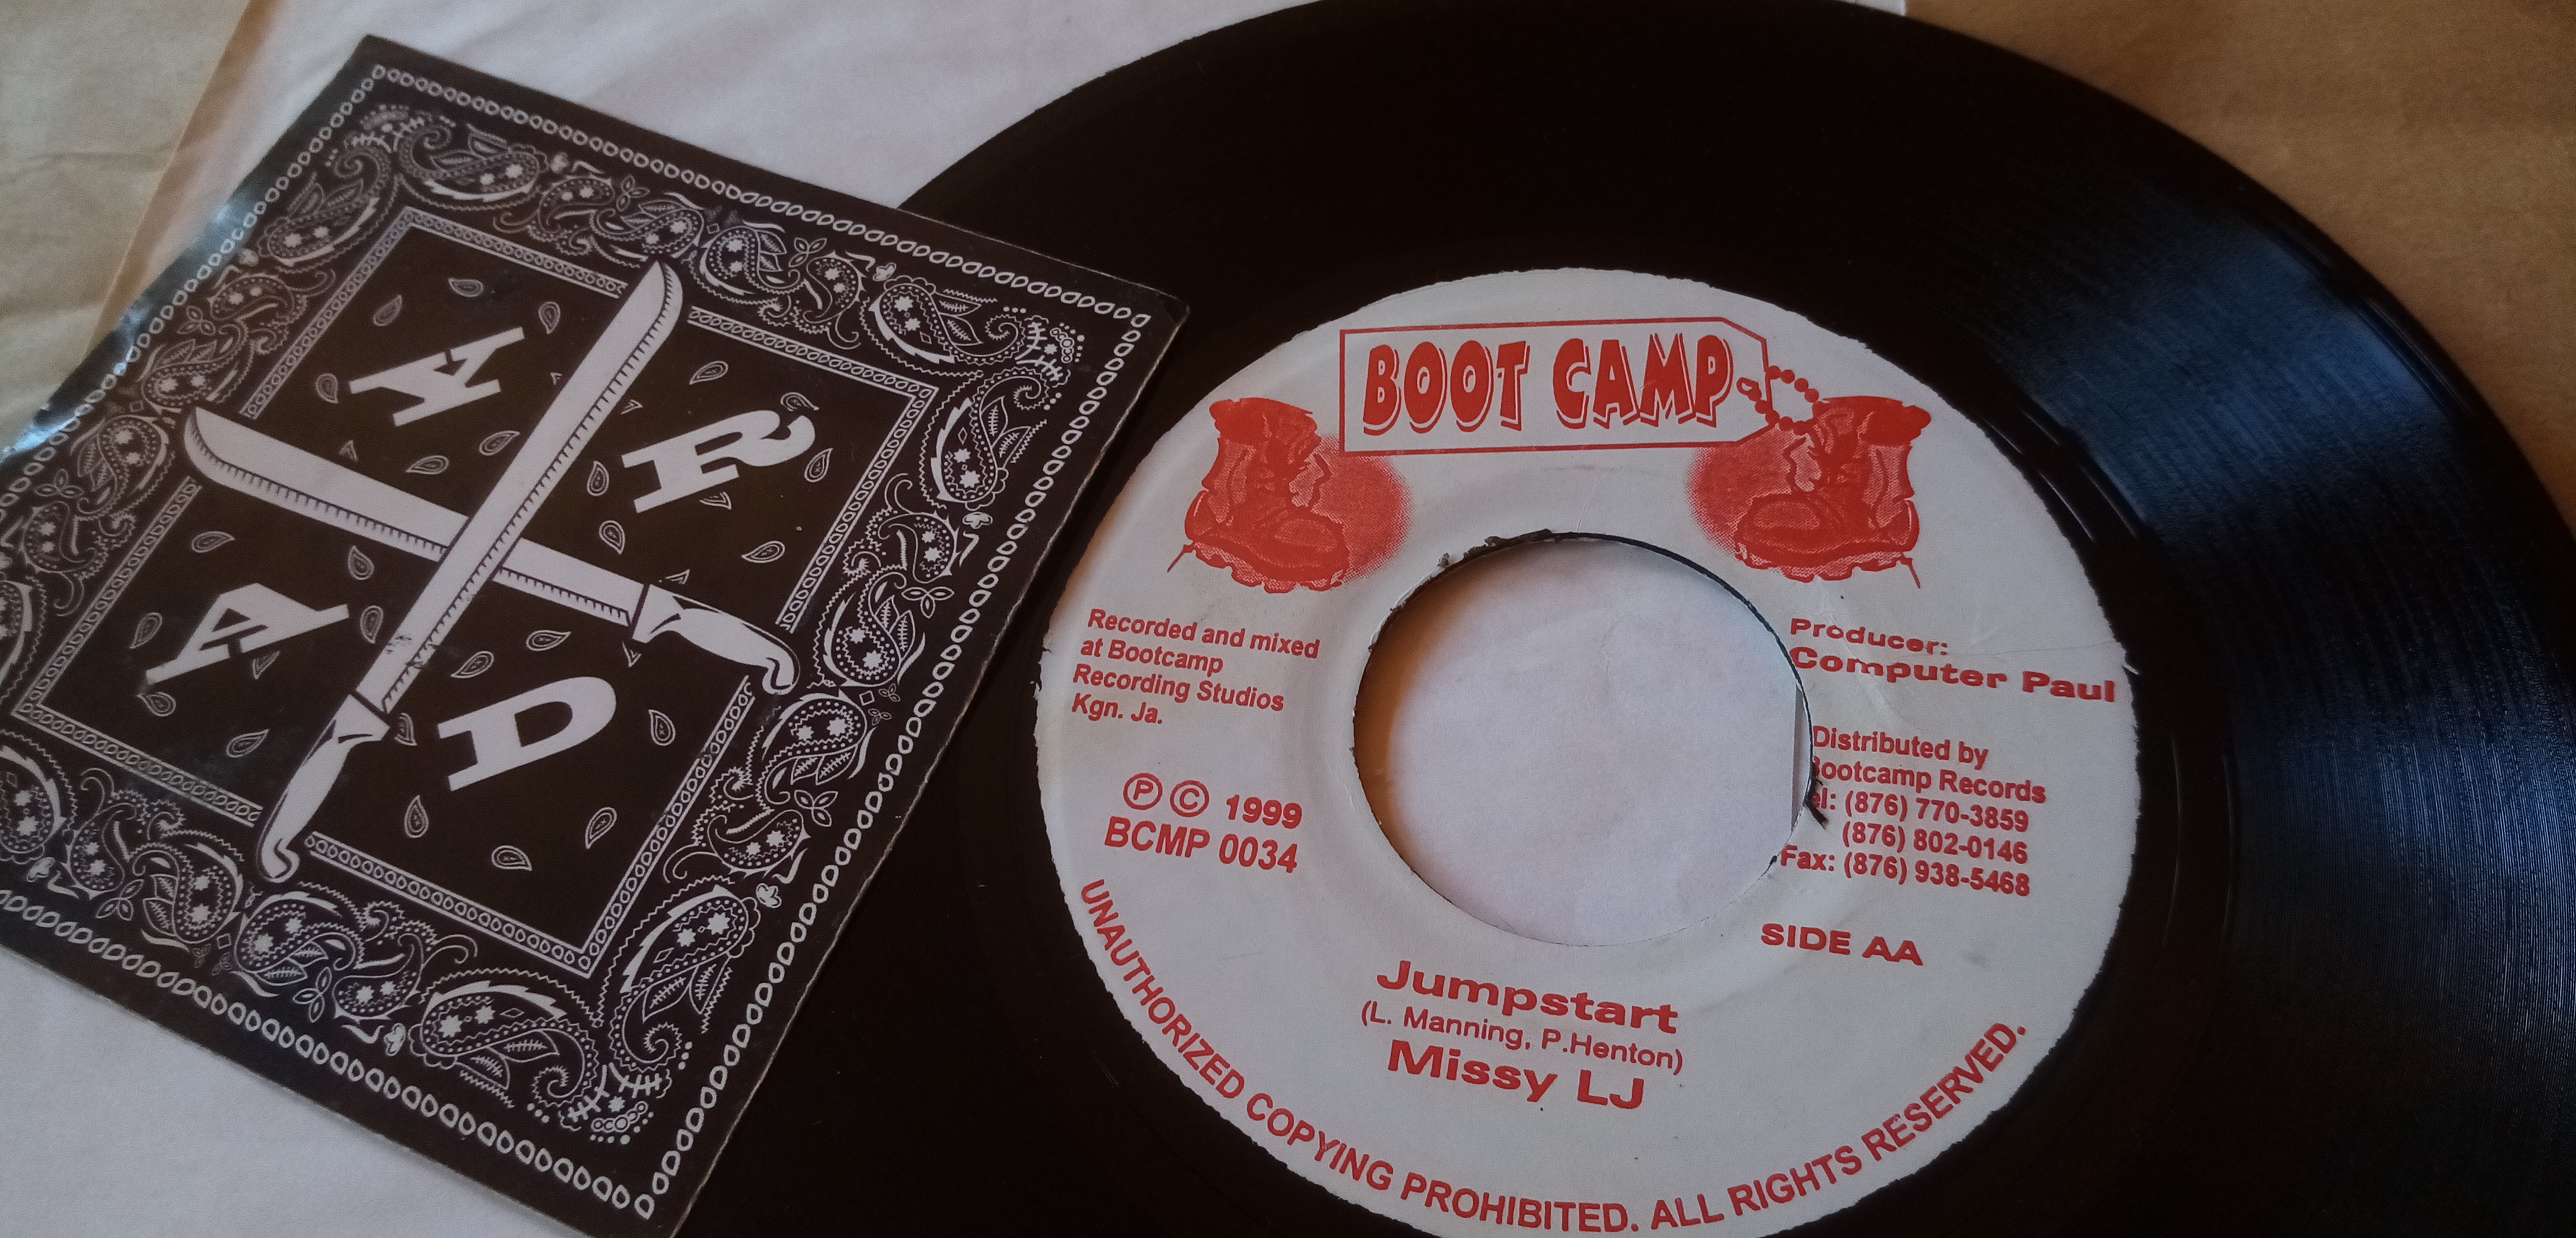 A R
A D
BOOT CAMP
Recorded and mixed
at Bootcamp
Recording Studios
Kgn. Ja.
Ⓟ © 1999
BCMP 0034
Producer:
Computer Paul
Distributed by
Bootcamp Records
el: (876) 770-3859
(876) 802-0146
Fax: (876) 938-5468
SIDE AA
Jumpstart
(L. Manning, P.Henton)
Missy LJ
UNAUTHORIZED COPYING PROHIBITED. ALL RIGHTS RESERVED.